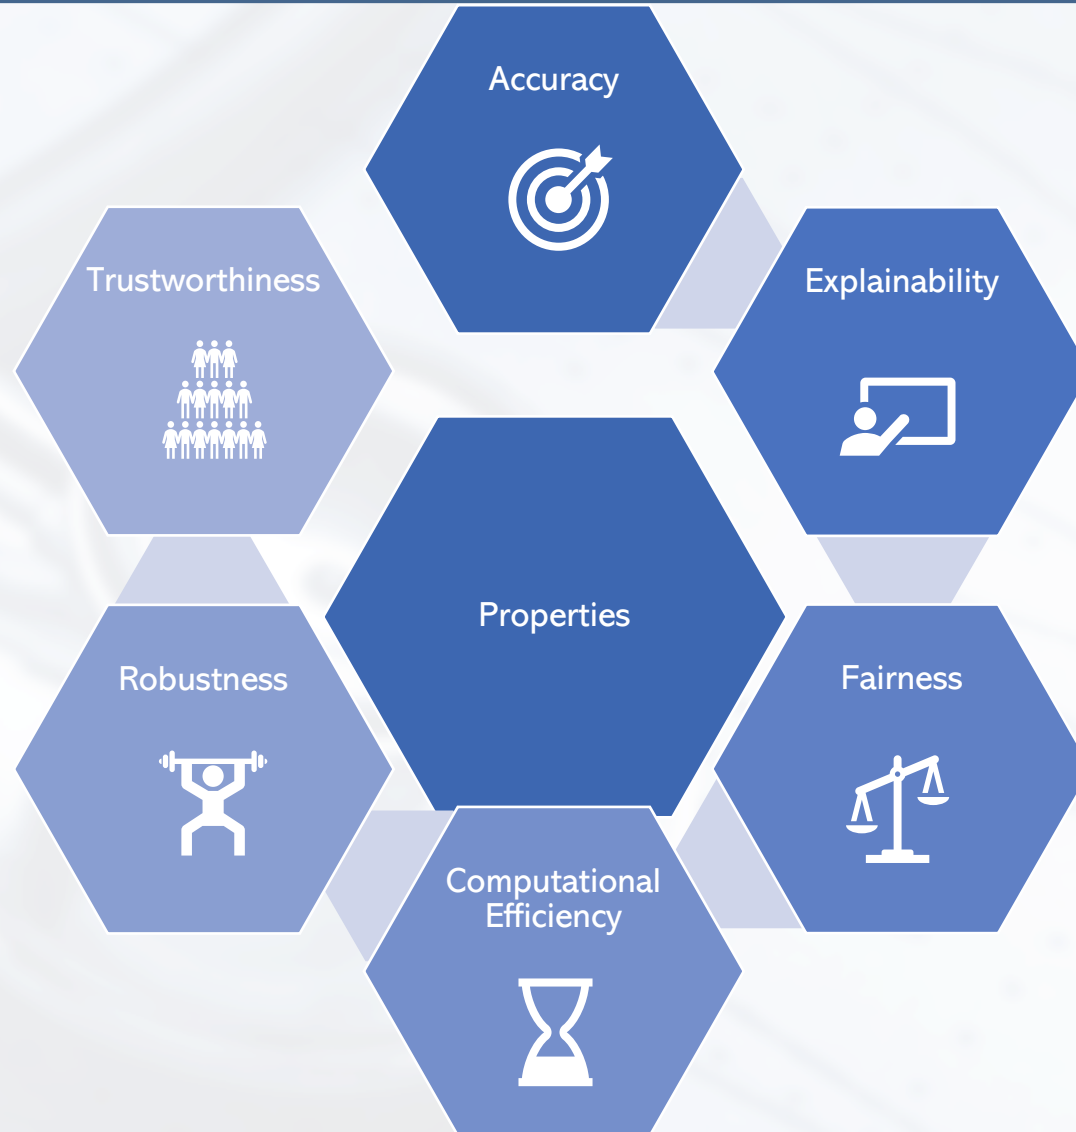 Accuracy
Trustworthiness
Explainability
Properties
Robustness
Fairness
Computational
Efficiency